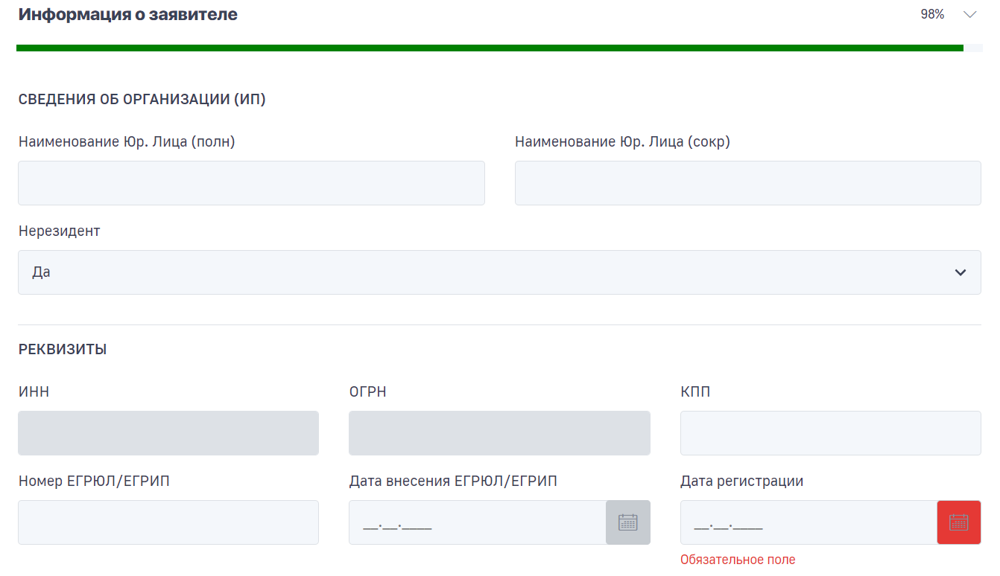 Информация о заявителе 98%
СВЕДЕНИЯ ОБ ОРГАНИЗАЦИИ (ИП)
Наименование Юр. Лица (полн) Наименование Юр. Лица (сокр)
Нерезидент
Да
РЕКВИЗИТЫ
ИНН ОГРН КПП
Номер ЕГРЮЛ/ЕГРИП Дата внесения ЕГРЮЛ/ЕГРИП Дата регистрации
__.__.____ __.__.____
Обязательное поле